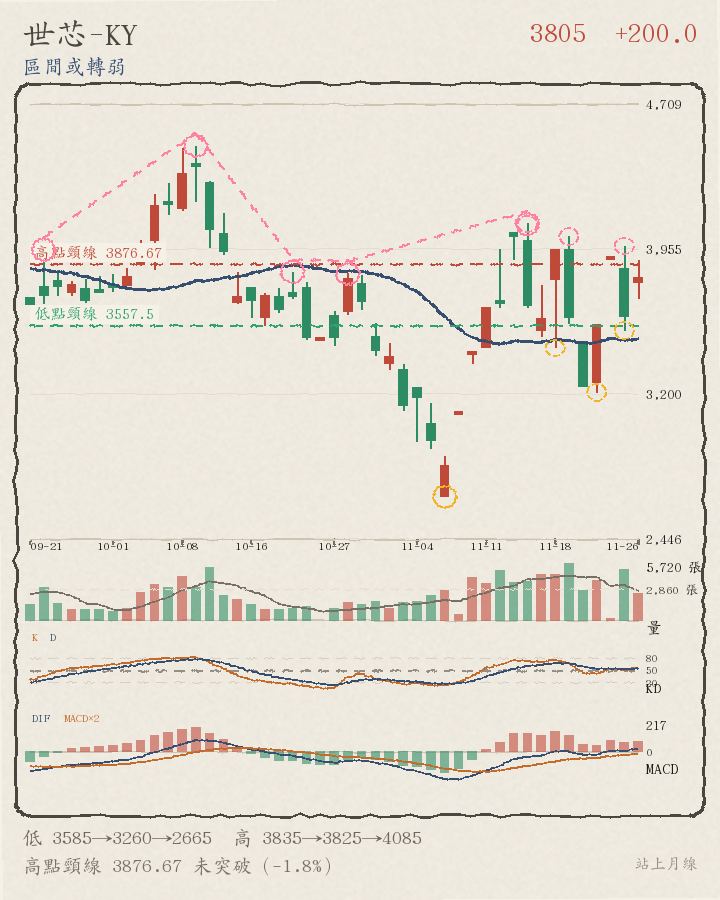 世芯-KY
3805 +200.0
區間或轉弱
4,709
高點頸線 3876.67
3,955
低點頸線 3557.5
3,200
2,446
09-21 10-01 10-08 10-16 10-27 11-04 11-11 11-18 11-26
5,720 張
2,860 張
量
K D
80
50
20
KD
DIF MACD×2
217
0
MACD
低 3585→3260→2665 高 3835→3825→4085
高點頸線 3876.67 未突破 (-1.8%)
站上月線